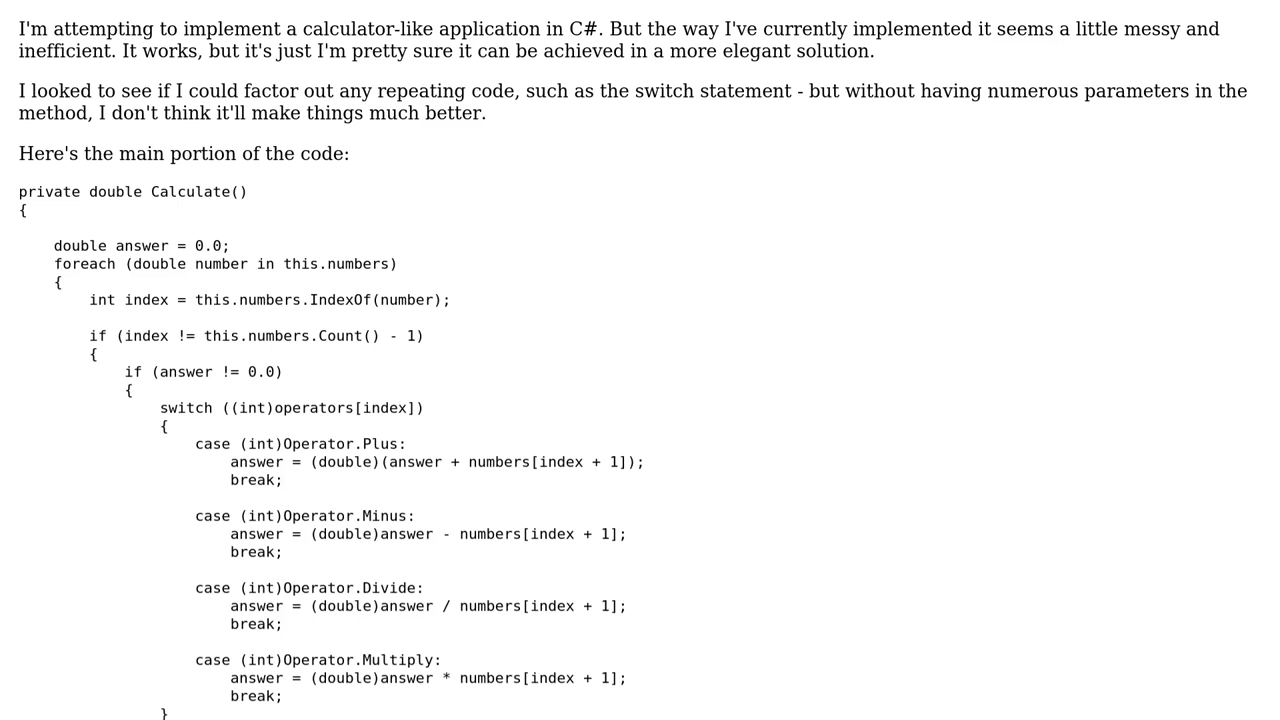 I'm attempting to implement a calculator-like application in C#. But the way I've currently implemented it seems a little messy and
inefficient. It works, but it's just I'm pretty sure it can be achieved in a more elegant solution.
I looked to see if I could factor out any repeating code, such as the switch statement - but without having numerous parameters in the
method, I don't think it'll make things much better.
Here's the main portion of the code:
private double Calculate()
{
    double answer = 0.0;
    foreach (double number in this.numbers)
    {
        int index = this.numbers.IndexOf(number);
        if (index != this.numbers.Count() - 1)
        {
            if (answer != 0.0)
            {
                switch ((int)operators[index])
                {
                    case (int)Operator.Plus:
                        answer = (double)(answer + numbers[index + 1]);
                        break;
                    case (int)Operator.Minus:
                        answer = (double)answer - numbers[index + 1];
                        break;
                    case (int)Operator.Divide:
                        answer = (double)answer / numbers[index + 1];
                        break;
                    case (int)Operator.Multiply:
                        answer = (double)answer * numbers[index + 1];
                        break;
                }